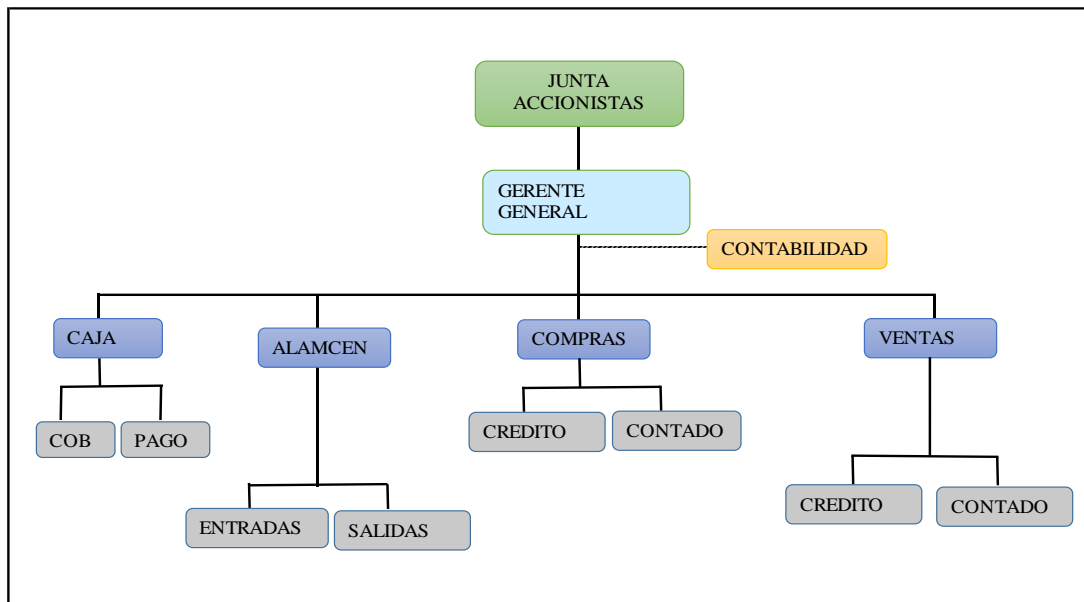 JUNTA
ACCIONISTAS
GERENTE
GENERAL
CONTABILIDAD
CAJA
ALAMCEN
COMPRAS
VENTAS
COB
PAGO
CREDITO
CONTADO
CREDITO
CONTADO
ENTRADAS
SALIDAS